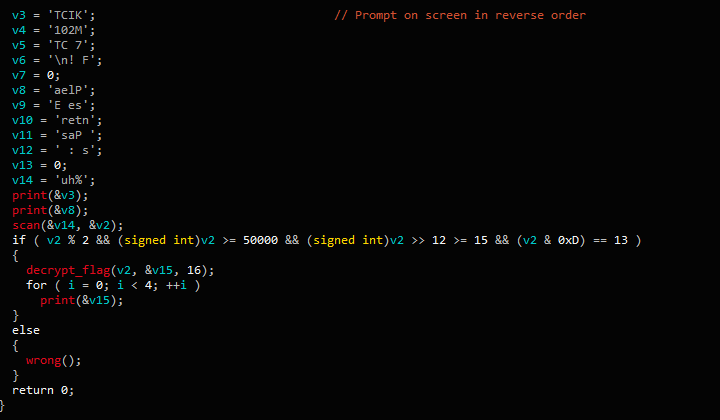 v3 = 'TCIK'; // Prompt on screen in reverse order
v4 = '102M';
v5 = 'TC 7';
v6 = '\n! F';
v7 = 0;
v8 = 'aelP';
v9 = 'E es';
v10 = 'retn';
v11 = 'saP ';
v12 = ' : s';
v13 = 0;
v14 = 'uh%';
print(&v3);
print(&v8);
scan(&v14, &v2);
if ( v2 % 2 && (signed int)v2 >= 50000 && (signed int)v2 >> 12 >= 15 && (v2 & 0xD) == 13 )
{
decrypt_flag(v2, &v15, 16);
for ( i = 0; i < 4; ++i )
print(&v15);
}
else
{
wrong();
}
return 0;
}